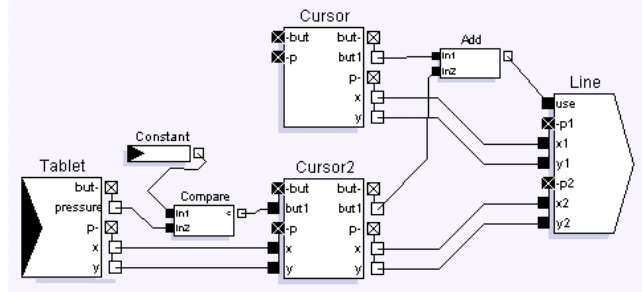 Cursor
-but but-
but1
-p
p-
x
y
Add
in1
in2
Line
use
-p1
x1
y1
-p2
x2
y2
Constant
Tablet
but-
pressure
p-
x
y
Compare
in1 <
in2
Cursor2
-but but-
but1 but1
-p p-
x x
y y